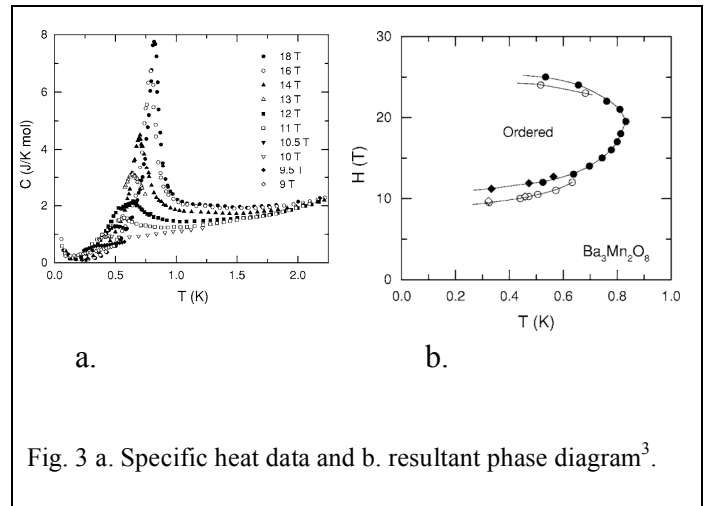 8
6
4
2
0
C (J/K mol)
0.0 0.5 1.0 1.5 2.0
T (K)
18 T
16 T
14 T
13 T
12 T
11 T
10.5 T
10 T
9.5 T
9 T
a.
30
20
10
0
H (T)
Ordered
Ba₃Mn₂O₈
0.0 0.2 0.4 0.6 0.8 1.0
T (K)
b.
Fig. 3 a. Specific heat data and b. resultant phase diagram³.